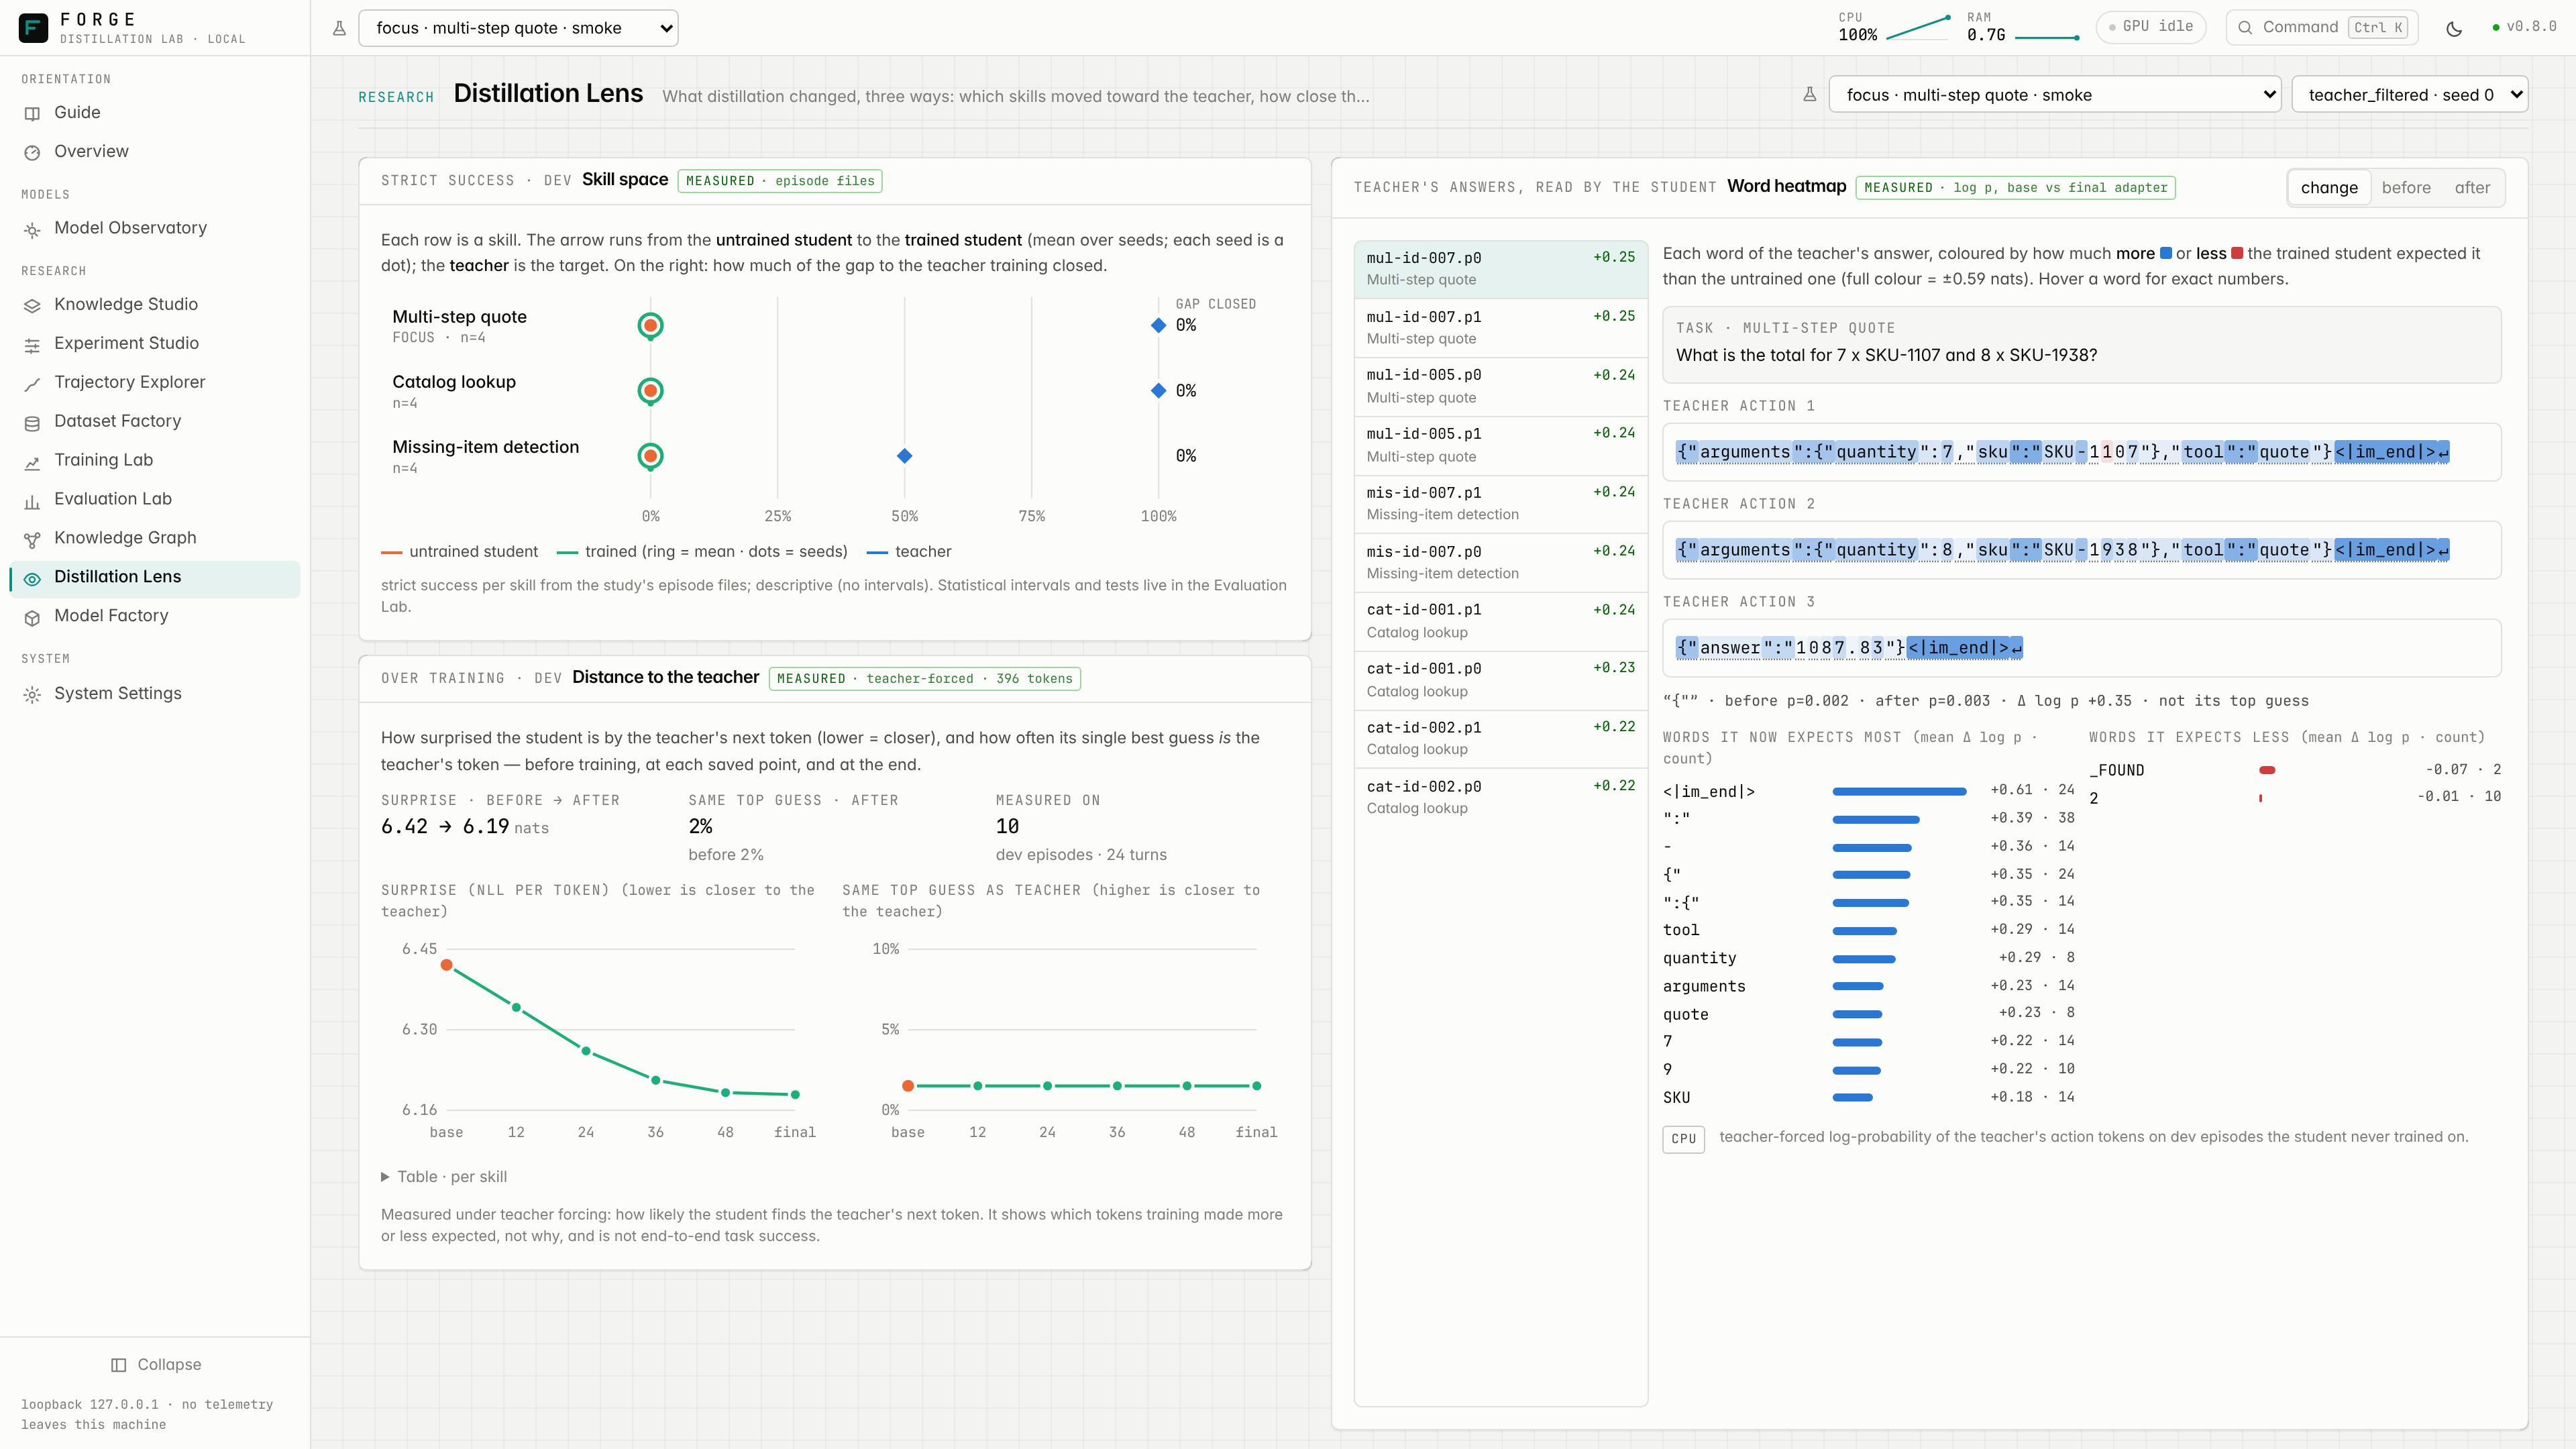 FORGE
DISTILLATION LAB · LOCAL
focus · multi-step quote · smoke
CPU
100%
RAM
0.7G
GPU idle
Command Ctrl K
v0.8.0
ORIENTATION
Guide
Overview
MODELS
Model Observatory
RESEARCH
Knowledge Studio
Experiment Studio
Trajectory Explorer
Dataset Factory
Training Lab
Evaluation Lab
Knowledge Graph
Distillation Lens
Model Factory
SYSTEM
System Settings
Collapse
loopback 127.0.0.1 · no telemetry
leaves this machine
RESEARCH Distillation Lens What distillation changed, three ways: which skills moved toward the teacher, how close th...
focus · multi-step quote · smoke
teacher_filtered · seed 0
STRICT SUCCESS · DEV Skill space MEASURED · episode files
Each row is a skill. The arrow runs from the untrained student to the trained student (mean over seeds; each seed is a
dot); the teacher is the target. On the right: how much of the gap to the teacher training closed.
GAP CLOSED
Multi-step quote
FOCUS · n=4
0%
Catalog lookup
n=4
0%
Missing-item detection
n=4
0%
0% 25% 50% 75% 100%
untrained student trained (ring = mean · dots = seeds) teacher
strict success per skill from the study's episode files; descriptive (no intervals). Statistical intervals and tests live in the Evaluation
Lab.
OVER TRAINING · DEV Distance to the teacher MEASURED · teacher-forced · 396 tokens
How surprised the student is by the teacher's next token (lower = closer), and how often its single best guess is the
teacher's token — before training, at each saved point, and at the end.
SURPRISE · BEFORE → AFTER
6.42 → 6.19 nats
SAME TOP GUESS · AFTER
2%
before 2%
MEASURED ON
10
dev episodes · 24 turns
SURPRISE (NLL PER TOKEN) (lower is closer to the
teacher)
6.45
6.30
6.16
base 12 24 36 48 final
SAME TOP GUESS AS TEACHER (higher is closer to
the teacher)
10%
5%
0%
base 12 24 36 48 final
▶ Table · per skill
Measured under teacher forcing: how likely the student finds the teacher's next token. It shows which tokens training made more
or less expected, not why, and is not end-to-end task success.
TEACHER'S ANSWERS, READ BY THE STUDENT Word heatmap MEASURED · log p, base vs final adapter
change before after
mul-id-007.p0 +0.25
Multi-step quote
mul-id-007.p1 +0.25
Multi-step quote
mul-id-005.p0 +0.24
Multi-step quote
mul-id-005.p1 +0.24
Multi-step quote
mis-id-007.p1 +0.24
Missing-item detection
mis-id-007.p0 +0.24
Missing-item detection
cat-id-001.p1 +0.24
Catalog lookup
cat-id-001.p0 +0.23
Catalog lookup
cat-id-002.p1 +0.22
Catalog lookup
cat-id-002.p0 +0.22
Catalog lookup
Each word of the teacher's answer, coloured by how much more or less the trained student expected it
than the untrained one (full colour = ±0.59 nats). Hover a word for exact numbers.
TASK · MULTI-STEP QUOTE
What is the total for 7 x SKU-1107 and 8 x SKU-1938?
TEACHER ACTION 1
{"arguments":{"quantity":7,"sku":"SKU-1107"},"tool":"quote"}<|im_end|>↵
TEACHER ACTION 2
{"arguments":{"quantity":8,"sku":"SKU-1938"},"tool":"quote"}<|im_end|>↵
TEACHER ACTION 3
{"answer":"1087.83"}<|im_end|>↵
“{"” · before p=0.002 · after p=0.003 · Δ log p +0.35 · not its top guess
WORDS IT NOW EXPECTS MOST (mean Δ log p ·
count)
<|im_end|> +0.61 · 24
":" +0.39 · 38
- +0.36 · 14
{" +0.35 · 24
":{" +0.35 · 14
tool +0.29 · 14
quantity +0.29 · 8
arguments +0.23 · 14
quote +0.23 · 8
7 +0.22 · 14
9 +0.22 · 10
SKU +0.18 · 14
WORDS IT EXPECTS LESS (mean Δ log p · count)
_FOUND -0.07 · 2
2 -0.01 · 10
CPU teacher-forced log-probability of the teacher's action tokens on dev episodes the student never trained on.